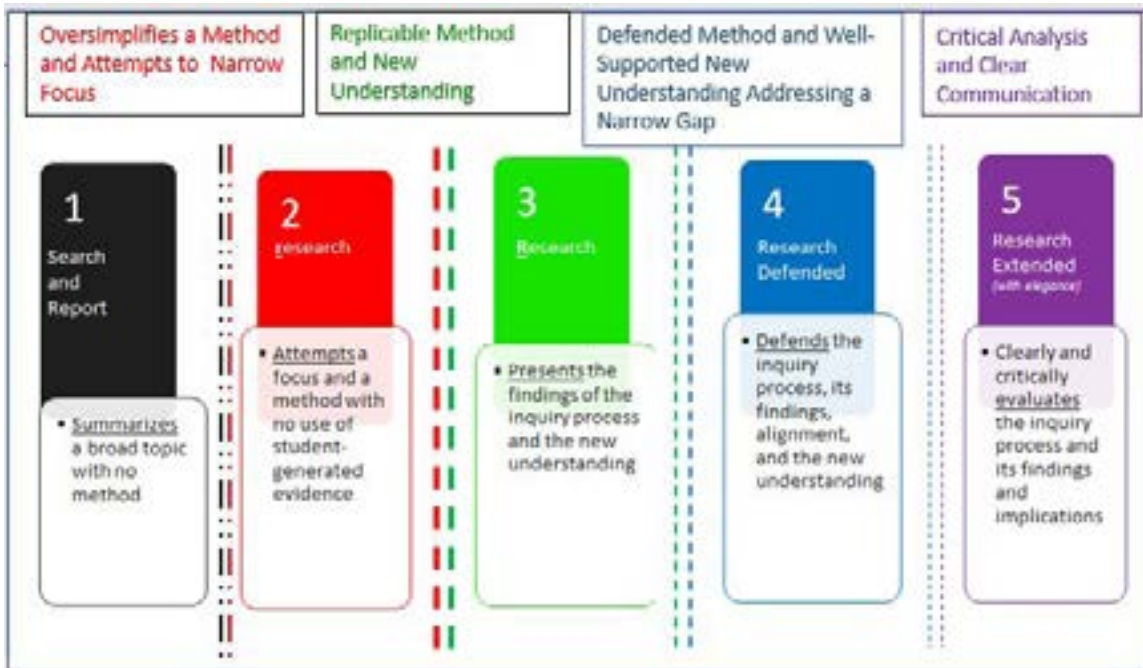 Oversimplifies a Method
and Attempts to Narrow
Focus
Replicable Method
and New
Understanding
Defended Method and Well-
Supported New
Understanding Addressing a
Narrow Gap
Critical Analysis
and Clear
Communication
1
Search
and
Report
▪ Summarizes
a broad topic
with no
method
2
research
▪ Attempts a
focus and a
method with
no use of
student-
generated
evidence
3
Research
▪ Presents the
findings of the
inquiry process
and the new
understanding
4
Research
Defended
▪ Defends the
inquiry
process, its
findings,
alignment,
and the new
understanding
5
Research
Extended
(with elegance)
▪ Clearly and
critically
evaluates
the inquiry
process and
its findings
and
implications